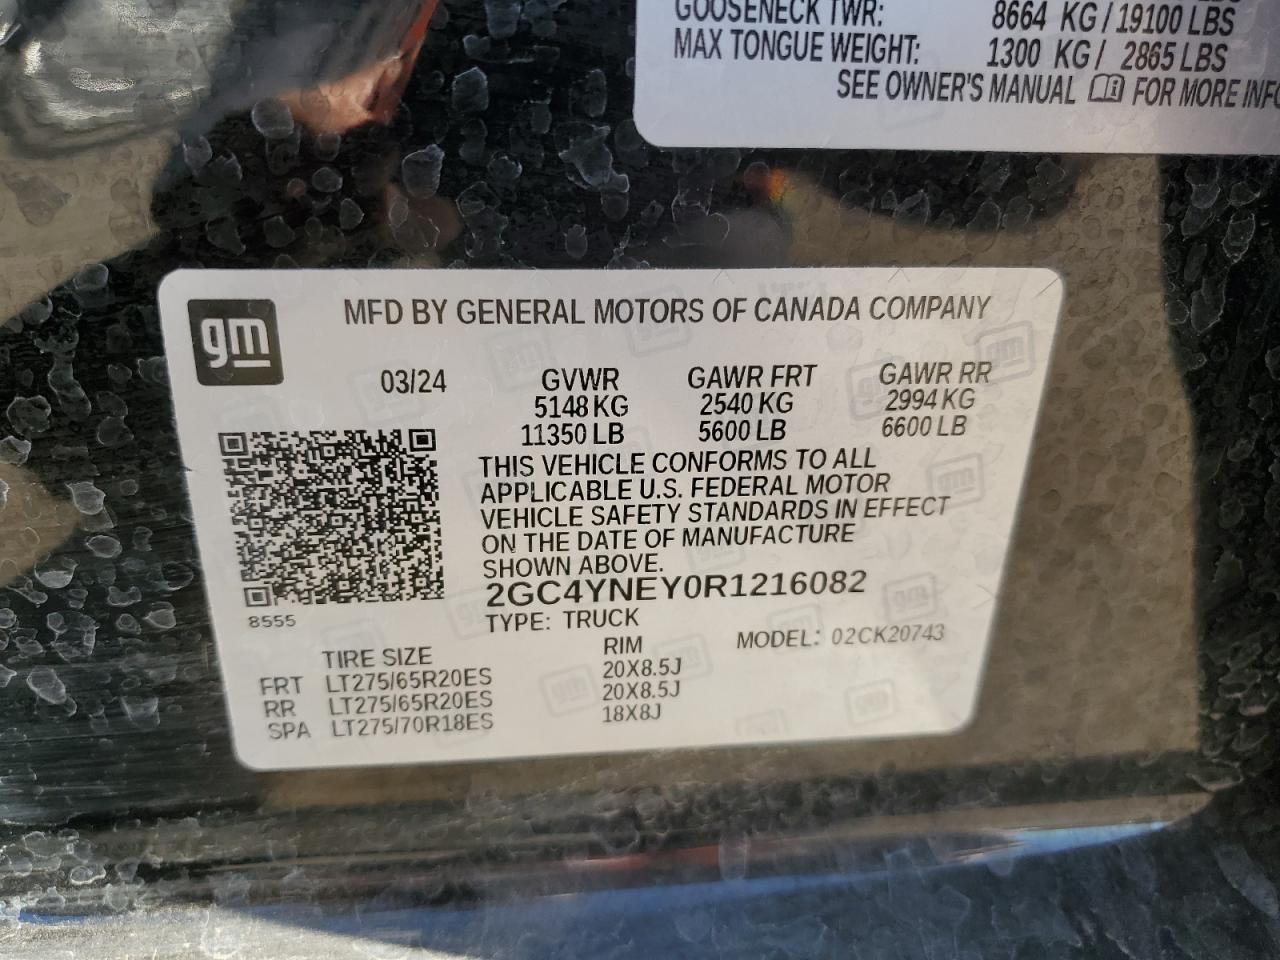 GOOSENECK TWR: 8664 KG/19100 LBS
MAX TONGUE WEIGHT: 1300 KG/ 2865 LBS
SEE OWNER'S MANUAL FOR MORE INFO
gm
MFD BY GENERAL MOTORS OF CANADA COMPANY
03/24 GVWR GAWR FRT GAWR RR
5148 KG 2540 KG 2994 KG
11350 LB 5600 LB 6600 LB
THIS VEHICLE CONFORMS TO ALL
APPLICABLE U.S. FEDERAL MOTOR
VEHICLE SAFETY STANDARDS IN EFFECT
ON THE DATE OF MANUFACTURE
SHOWN ABOVE.
2GC4YNEY0R1216082
8555
TYPE: TRUCK
MODEL: 02CK20743
TIRE SIZE RIM
FRT LT275/65R20ES 20X8.5J
RR LT275/65R20ES 20X8.5J
SPA LT275/70R18ES 18X8J